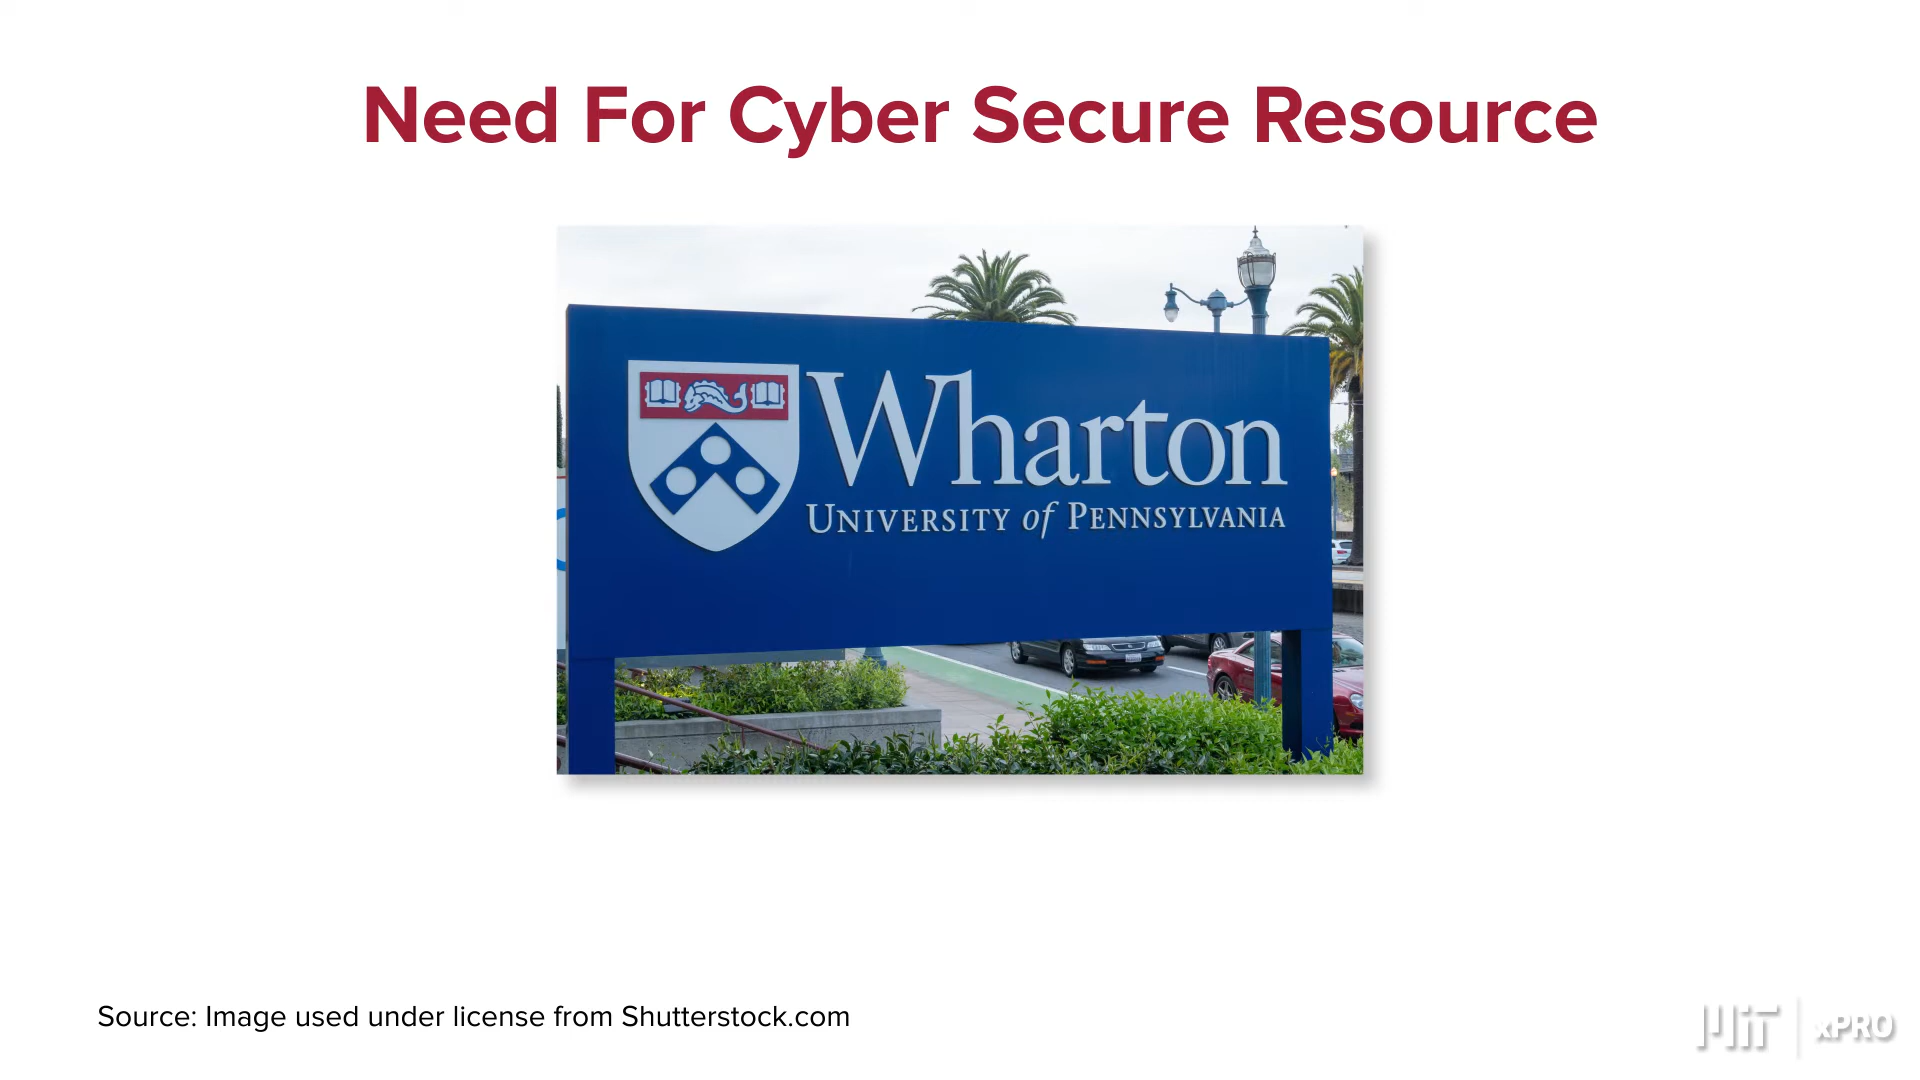 Need For Cyber Secure Resource
Wharton
UNIVERSITY of PENNSYLVANIA
Source: Image used under license from Shutterstock.com
MIT xPRO